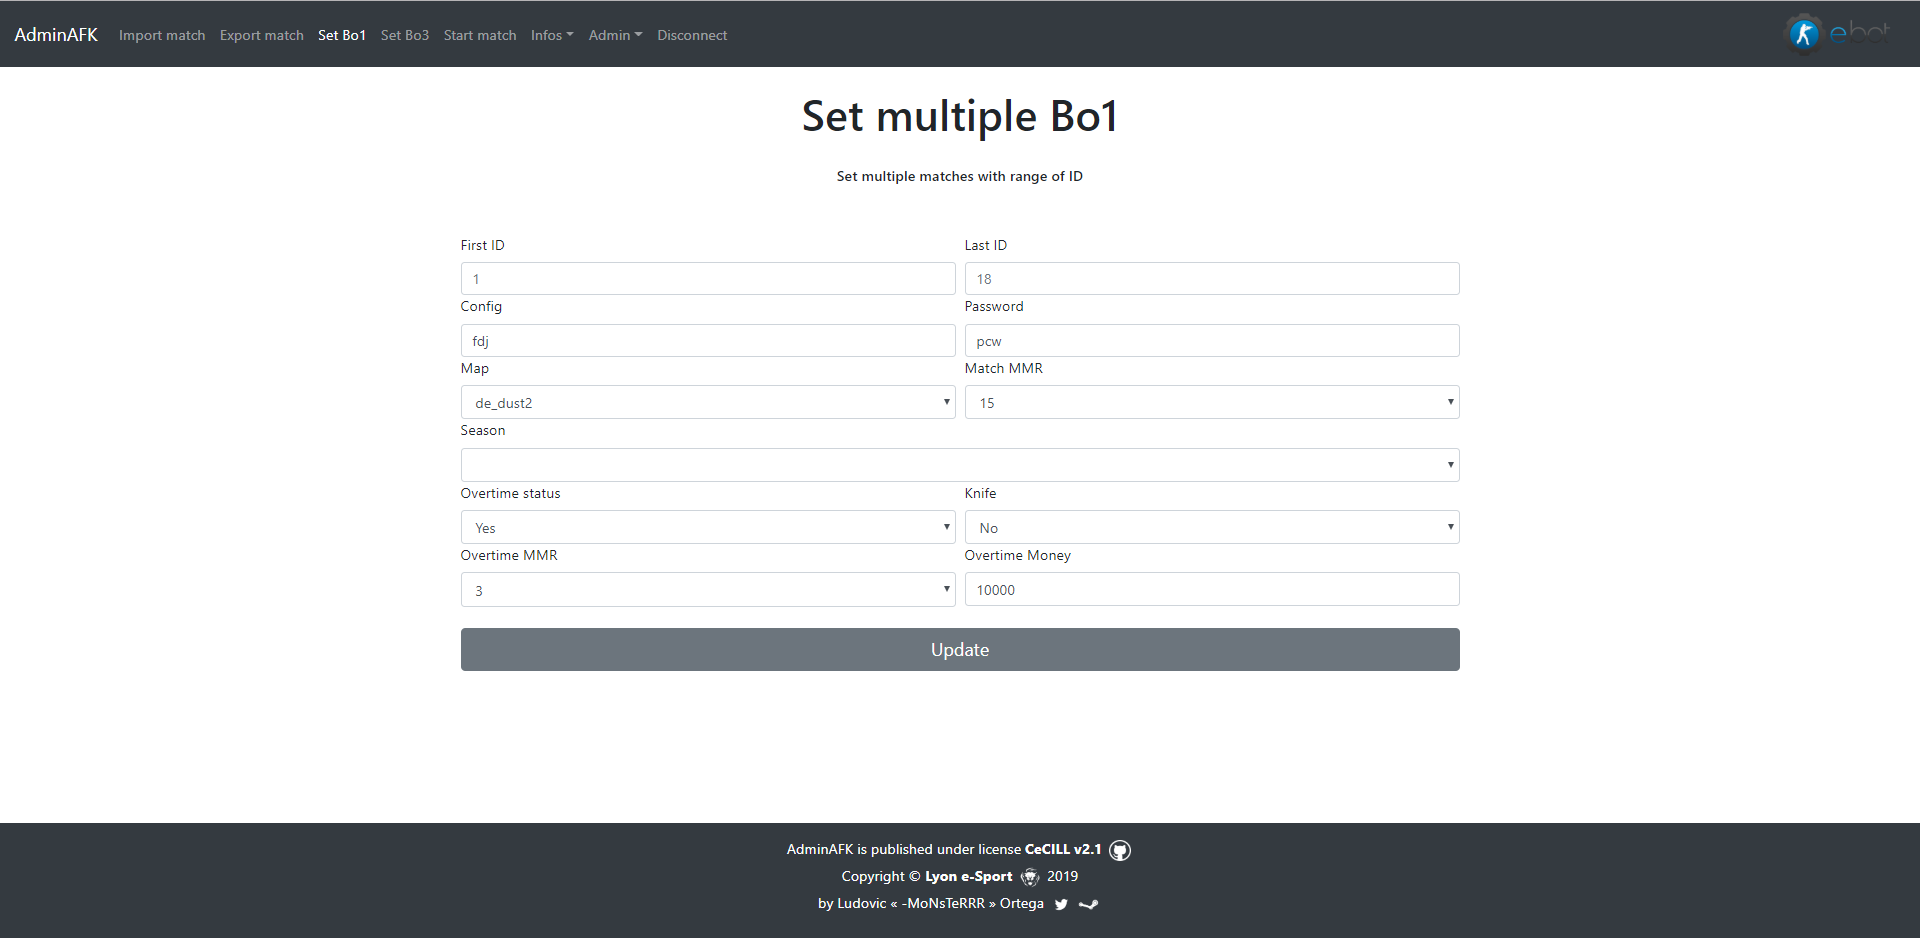 AdminAFK Import match Export match Set Bo1 Set Bo3 Start match Infos Admin Disconnect ebot
Set multiple Bo1
Set multiple matches with range of ID
First ID Last ID
1 18
Config Password
fdj pcw
Map Match MMR
de_dust2 15
Season
Overtime status Knife
Yes No
Overtime MMR Overtime Money
3 10000
Update
AdminAFK is published under license CeCILL v2.1
Copyright © Lyon e-Sport 2019
by Ludovic « -MoNsTeRRR » Ortega